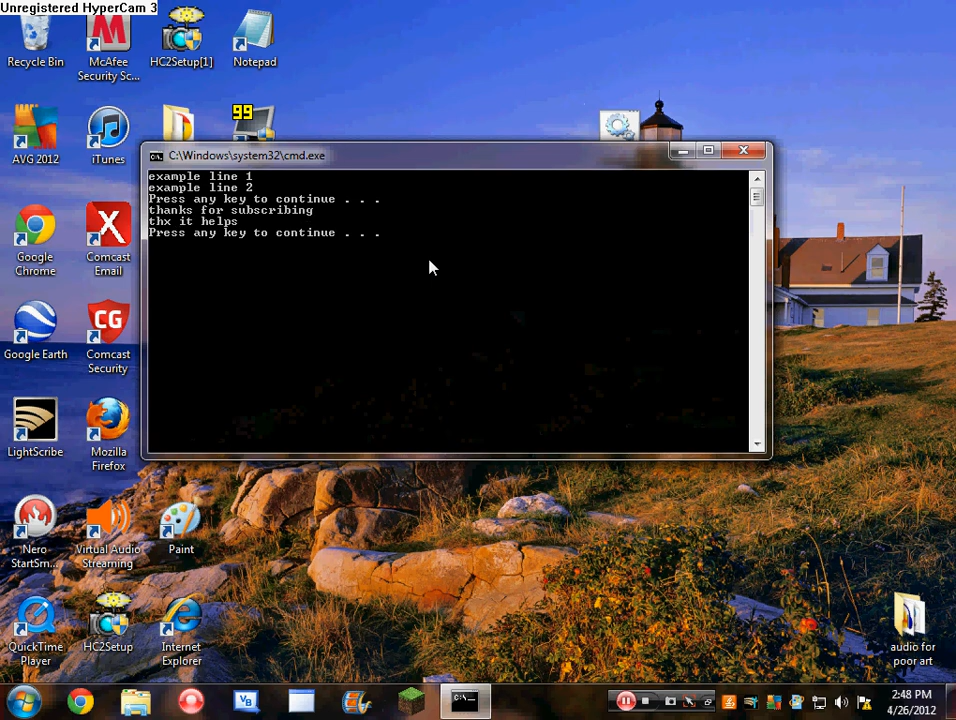 Unregistered HyperCam 3
Recycle Bin
McAfee
Security Sc...
HC2Setup[1]
Notepad
99
AVG 2012
iTunes
C:\Windows\system32\cmd.exe
example line 1
example line 2
Press any key to continue . . .
thanks for subscribing
thx it helps
Press any key to continue . . .
Google
Chrome
Comcast
Email
Google Earth
CG
Comcast
Security
LightScribe
Mozilla
Firefox
Nero
StartSm...
Virtual Audio
Streaming
Paint
QuickTime
Player
HC2Setup
Internet
Explorer
audio for
poor art
VB
C:\_
2:48 PM
4/26/2012